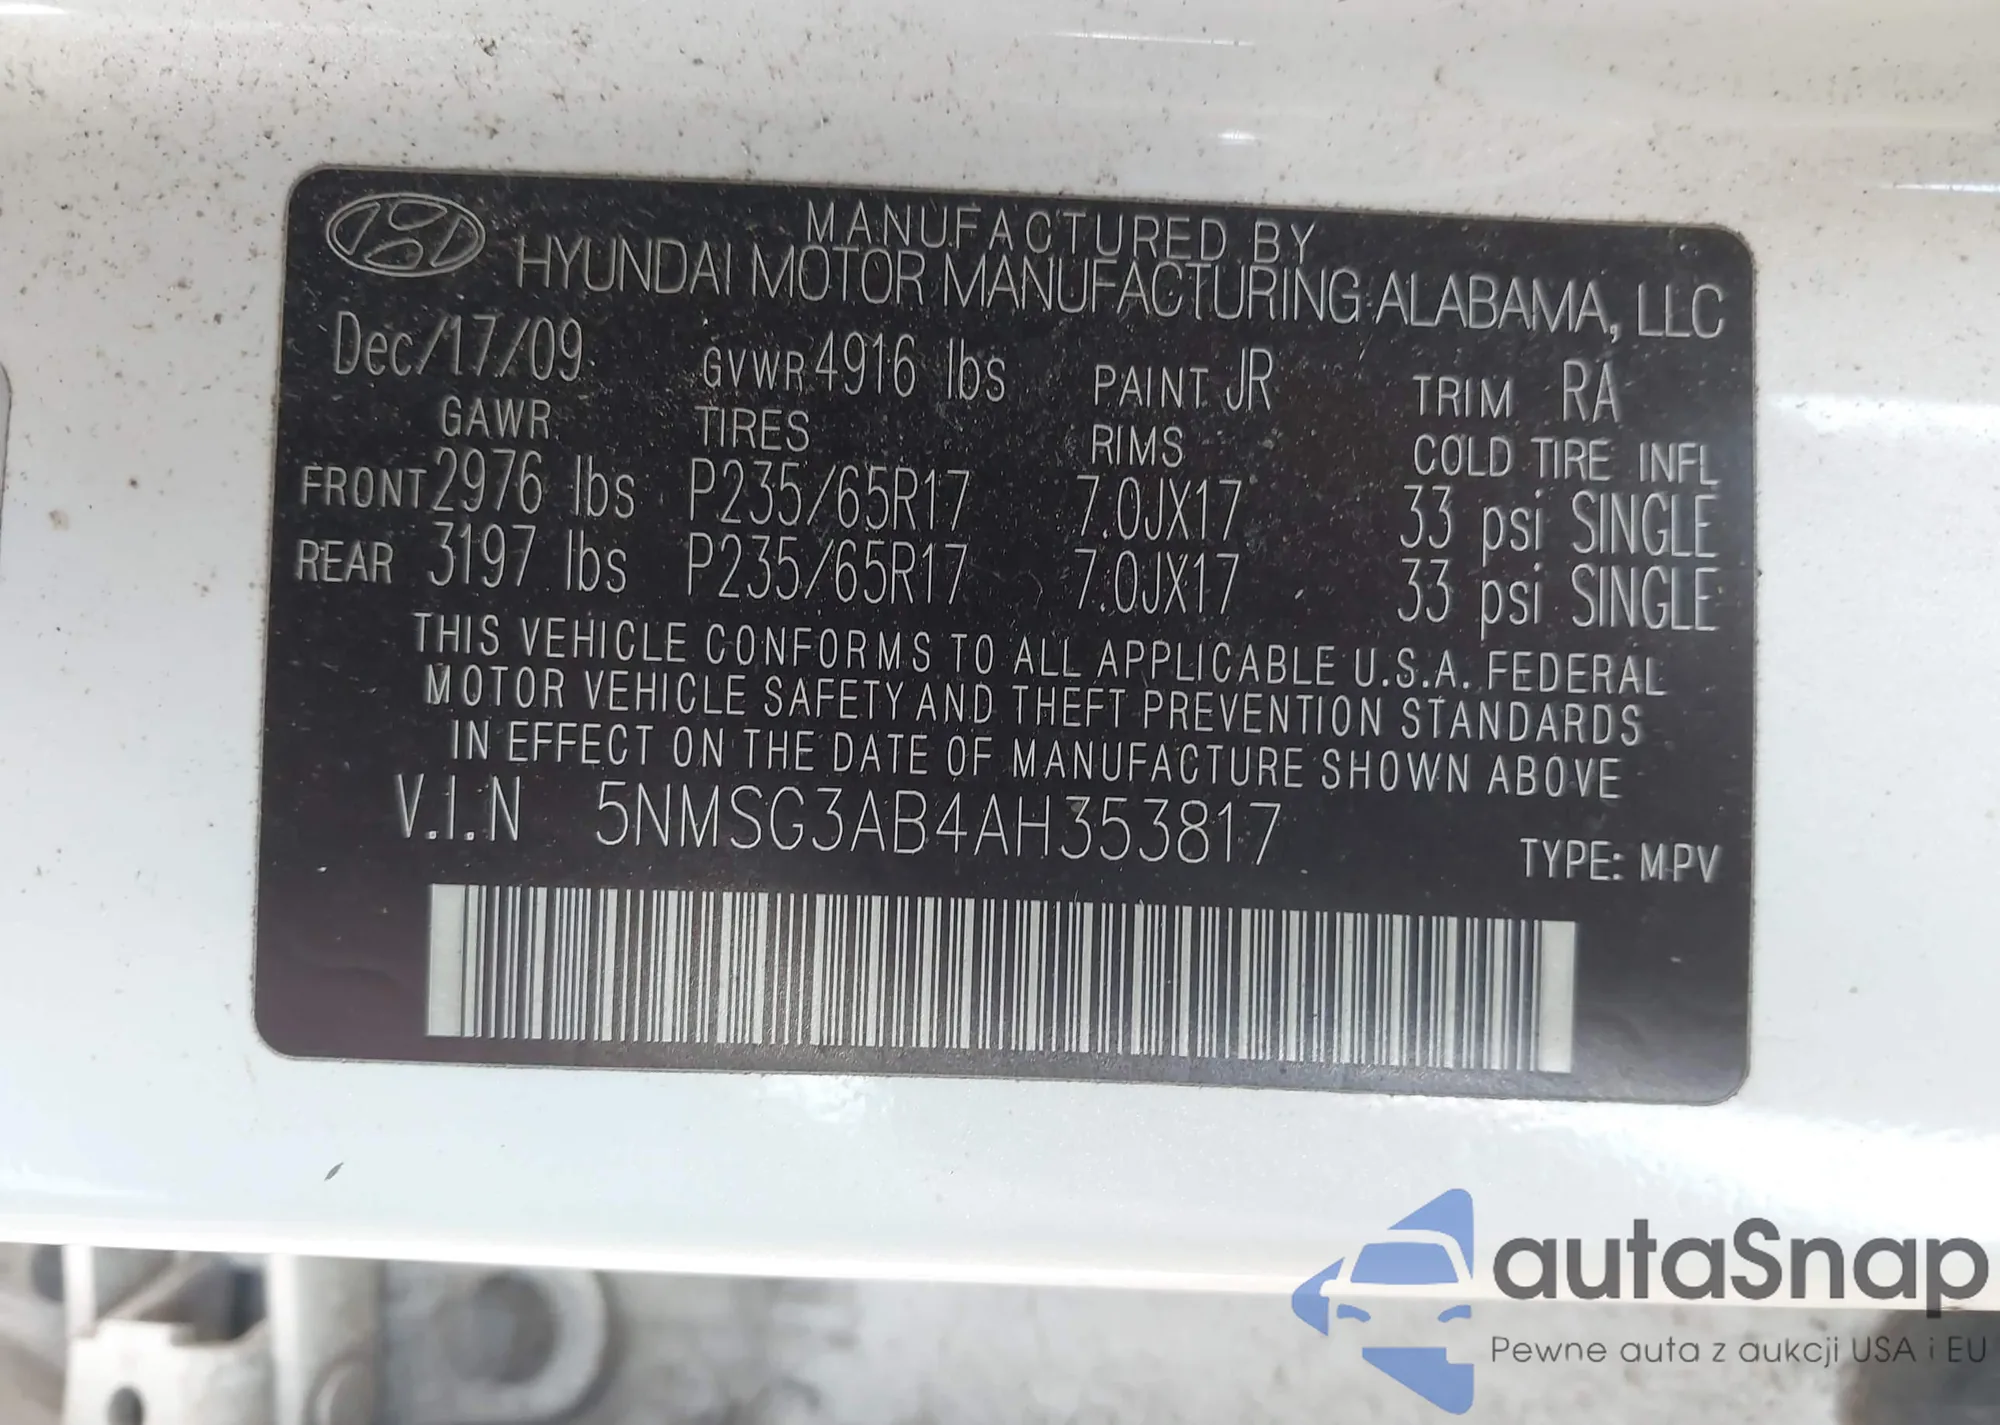 MANUFACTURED BY
HYUNDAI MOTOR MANUFACTURING ALABAMA, LLC
Dec/17/09 GVWR 4916 lbs PAINT JR TRIM RA
GAWR TIRES RIMS COLD TIRE INFL
FRONT 2976 lbs P235/65R17 7.0JX17 33 psi SINGLE
REAR 3197 lbs P235/65R17 7.0JX17 33 psi SINGLE
THIS VEHICLE CONFORMS TO ALL APPLICABLE U.S.A. FEDERAL
MOTOR VEHICLE SAFETY AND THEFT PREVENTION STANDARDS
IN EFFECT ON THE DATE OF MANUFACTURE SHOWN ABOVE
V.I.N 5NMSG3AB4AH353817
TYPE: MPV
autaSnap
Pewne auta z aukcji USA i EU